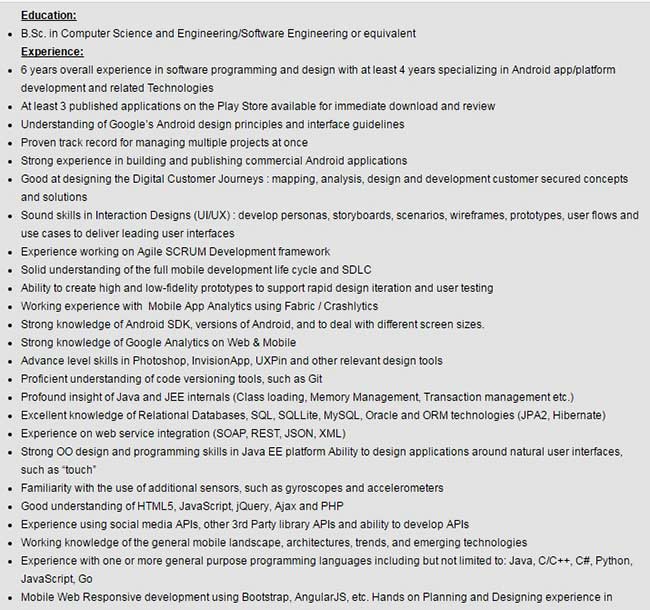 Education:
B.Sc. in Computer Science and Engineering/Software Engineering or equivalent
Experience:
6 years overall experience in software programming and design with at least 4 years specializing in Android app/platform
development and related Technologies
At least 3 published applications on the Play Store available for immediate download and review
Understanding of Google's Android design principles and interface guidelines
Proven track record for managing multiple projects at once
Strong experience in building and publishing commercial Android applications
Good at designing the Digital Customer Journeys : mapping, analysis, design and development customer secured concepts
and solutions
Sound skills in Interaction Designs (UI/UX) : develop personas, storyboards, scenarios, wireframes, prototypes, user flows and
use cases to deliver leading user interfaces
Experience working on Agile SCRUM Development framework
Solid understanding of the full mobile development life cycle and SDLC
Ability to create high and low-fidelity prototypes to support rapid design iteration and user testing
Working experience with  Mobile App Analytics using Fabric / Crashlytics
Strong knowledge of Android SDK, versions of Android, and to deal with different screen sizes.
Strong knowledge of Google Analytics on Web & Mobile
Advance level skills in Photoshop, InvisionApp, UXPin and other relevant design tools
Proficient understanding of code versioning tools, such as Git
Profound insight of Java and JEE internals (Class loading, Memory Management, Transaction management etc.)
Excellent knowledge of Relational Databases, SQL, SQLLite, MySQL, Oracle and ORM technologies (JPA2, Hibernate)
Experience on web service integration (SOAP, REST, JSON, XML)
Strong OO design and programming skills in Java EE platform Ability to design applications around natural user interfaces,
such as "touch"
Familiarity with the use of additional sensors, such as gyroscopes and accelerometers
Good understanding of HTML5, JavaScript, jQuery, Ajax and PHP
Experience using social media APIs, other 3rd Party library APIs and ability to develop APIs
Working knowledge of the general mobile landscape, architectures, trends, and emerging technologies
Experience with one or more general purpose programming languages including but not limited to: Java, C/C++, C#, Python,
JavaScript, Go
Mobile Web Responsive development using Bootstrap, AngularJS, etc. Hands on Planning and Designing experience in